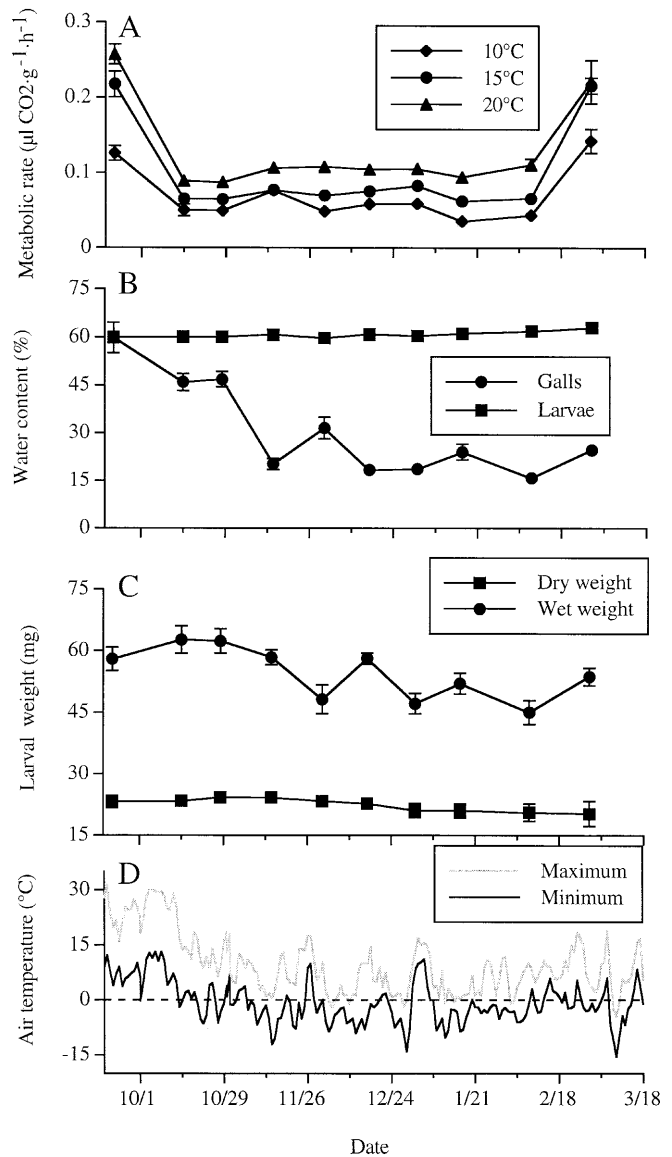 A
Metabolic rate (µl CO2·g⁻¹·h⁻¹)
0.3
0.2
0.1
0
10°C
15°C
20°C
B
Water content (%)
75
60
45
30
15
0
Galls
Larvae
C
Larval weight (mg)
75
60
45
30
15
Dry weight
Wet weight
D
Air temperature (°C)
30
15
0
-15
Maximum
Minimum
10/1 10/29 11/26 12/24 1/21 2/18 3/18
Date